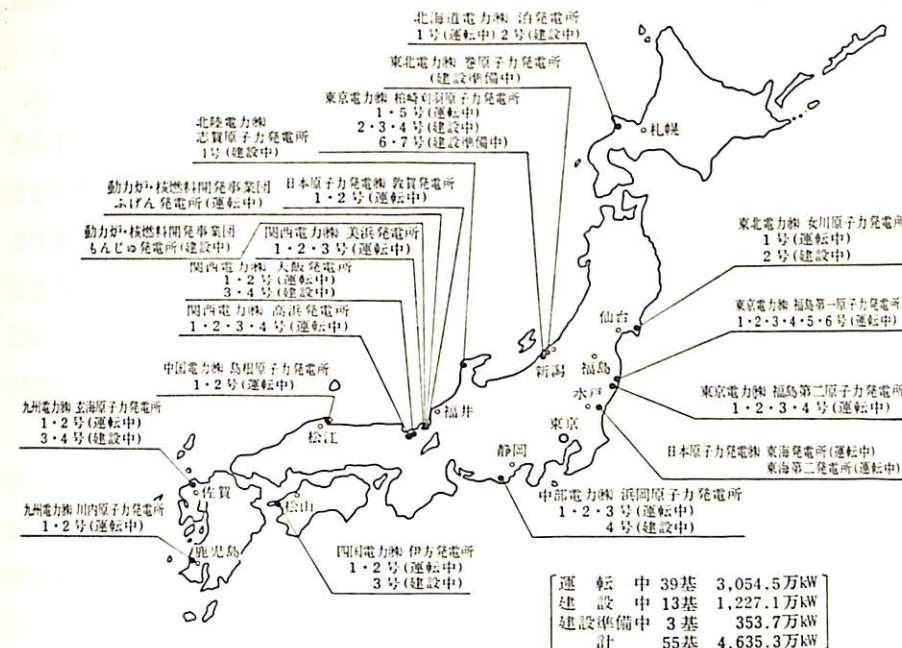 北海道電力㈱ 泊発電所
1号(運転中) 2号(建設中)
東北電力㈱ 巻原子力発電所
(建設準備中)
東京電力㈱ 柏崎刈羽原子力発電所
1・5号(運転中)
2・3・4号(建設中)
6・7号(建設準備中)
北陸電力㈱
志賀原子力発電所
1号(建設中)
動力炉・核燃料開発事業団
ふげん発電所(運転中)
日本原子力発電㈱ 敦賀発電所
1・2号(運転中)
動力炉・核燃料開発事業団
もんじゅ発電所(建設中)
関西電力㈱ 美浜発電所
1・2・3号(運転中)
関西電力㈱ 大飯発電所
1・2号(運転中)
3・4号(建設中)
関西電力㈱ 高浜発電所
1・2・3・4号(運転中)
中国電力㈱ 島根原子力発電所
1・2号(運転中)
九州電力㈱ 玄海原子力発電所
1・2号(運転中)
3・4号(建設中)
九州電力㈱ 川内原子力発電所
1・2号(運転中)
四国電力㈱ 伊方発電所
1・2号(運転中)
3号(建設中)
東北電力㈱ 女川原子力発電所
1号(運転中)
2号(建設中)
東京電力㈱ 福島第一原子力発電所
1・2・3・4・5・6号(運転中)
東京電力㈱ 福島第二原子力発電所
1・2・3・4号(運転中)
日本原子力発電㈱ 東海発電所(運転中)
東海第二発電所(運転中)
中部電力㈱ 浜岡原子力発電所
1・2・3号(運転中)
4号(建設中)
札幌
仙台
新潟
福島
水戸
東京
福井
静岡
松江
佐賀
松山
鹿児島
運転中 39基 3,054.5万kW
建設中 13基 1,227.1万kW
建設準備中 3基 353.7万kW
計 55基 4,635.3万kW